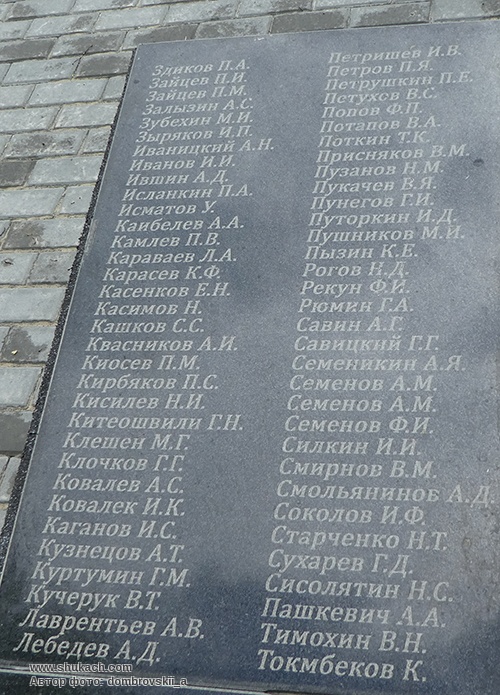 Здиков П.А.
Зайцев П.И.
Зайцев П.М.
Залызин А.С.
Зубехин М.И.
Зыряков И.П.
Иваницкий А.Н.
Иванов И.И.
Ившин А.Д.
Исланкин П.А.
Исматов У.
Каибелев А.А.
Камлев П.В.
Караваев Л.А.
Карасев К.Ф.
Касенков Е.Н.
Касимов Н.
Кашков С.С.
Квасников А.И.
Киосев П.М.
Кирбяков П.С.
Кисилев Н.И.
Китеошвили Г.Н.
Клешен М.Г.
Клочков Г.Г.
Ковалев А.С.
Ковалек И.К.
Каганов И.С.
Кузнецов А.Т.
Куртумин Г.М.
Кучерук В.Т.
Лаврентьев А.В.
Лебедев А.Д.
Петришев И.В.
Петров П.Я.
Петрушкин П.Е.
Петухов В.С.
Попов Ф.П.
Потапов В.А.
Поткин Т.К.
Присняков В.М.
Пузанов Н.М.
Пукачев В.Я.
Пунегов Г.И.
Путоркин И.Д.
Пушников М.И.
Пызин К.Е.
Рогов Н.Д.
Рекун Ф.И.
Рюмин Г.А.
Савин А.Г.
Савицкий Г.Г.
Семеникин А.Я.
Семенов А.М.
Семенов А.М.
Семенов Ф.И.
Силкин И.И.
Смирнов В.М.
Смольянинов А.Д
Соколов И.Ф.
Старченко Н.Т.
Сухарев Г.Д.
Сисолятин Н.С.
Пашкевич А.А.
Тимохин В.Н.
Токмбеков К.
www.shukach.com
Автор фото: dombrovskii_a